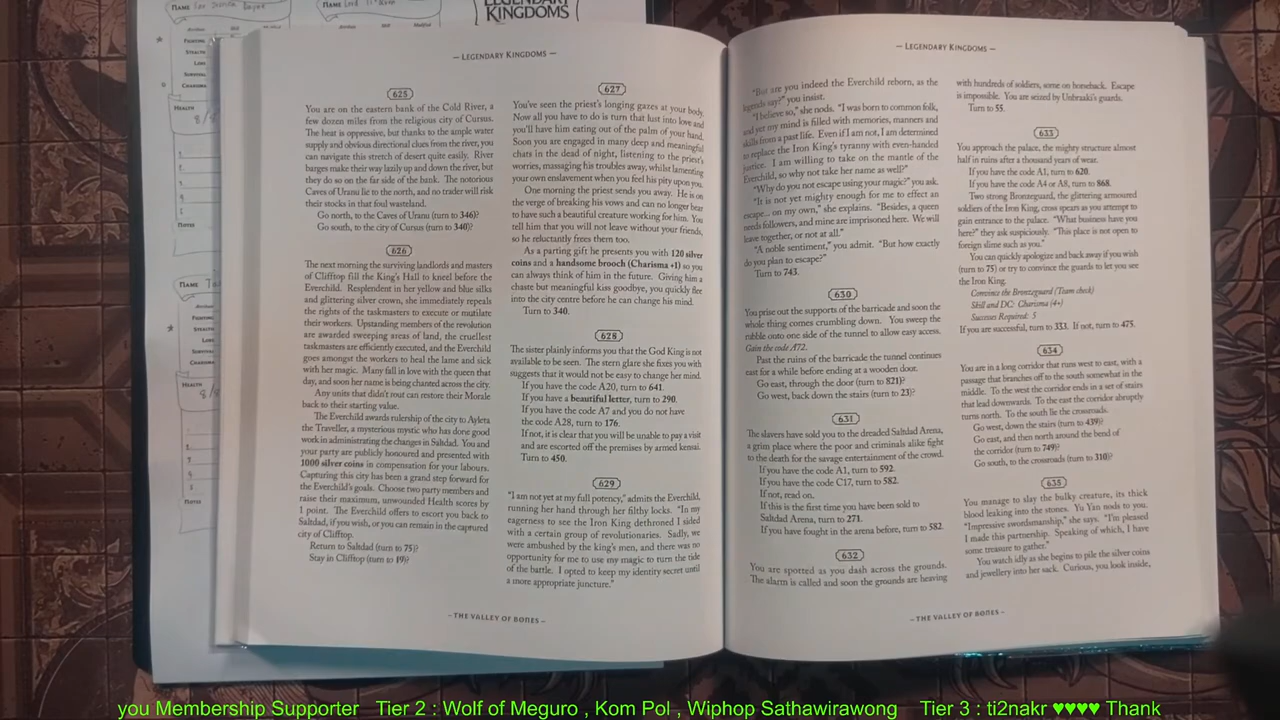 NAME
NAME
LEGENDARY
KINGDOMS
FIGHTING
STEALTH
LORE
SURVIVAL
CHARISMA
HEALTH
8/
NOTES
NAME
FIGHTING
STEALTH
LORE
SURVIVAL
CHARISMA
HEALTH
8/8
NOTES
— LEGENDARY KINGDOMS —
625
You are on the eastern bank of the Cold River, a
few dozen miles from the religious city of Cursus.
The heat is oppressive, but thanks to the ample water
supply and obvious directional clues from the river, you
can navigate this stretch of desert quite easily. River
barges make their way lazily up and down the river, but
they do so on the far side of the bank. The notorious
Caves of Uranu lie to the north, and no trader will risk
their stocks in that foul wasteland.
Go north, to the Caves of Uranu (turn to 346)?
Go south, to the city of Cursus (turn to 340)?
626
The next morning the surviving landlords and masters
of Clifftop fill the King's Hall to kneel before the
Everchild. Resplendent in her yellow and blue silks
and glittering silver crown, she immediately repeals
the rights of the taskmasters to execute or mutilate
their workers. Upstanding members of the revolution
are awarded sweeping areas of land, the cruellest
taskmasters are efficiently executed, and the Everchild
goes amongst the workers to heal the lame and sick
with her magic. Many fall in love with the queen that
day, and soon her name is being chanted across the city.
Any units that didn't rout can restore their Morale
back to their starting value.
The Everchild awards rulership of the city to Ayleta
the Traveller, a mysterious mystic who has done good
work in administrating the changes in Saltdad. You and
your party are publicly honoured and presented with
1000 silver coins in compensation for your labours.
Capturing this city has been a grand step forward for
the Everchild's goals. Choose two party members and
raise their maximum, unwounded Health scores by
1 point. The Everchild offers to escort you back to
Saltdad, if you wish, or you can remain in the captured
city of Clifftop.
Return to Saltdad (turn to 75)?
Stay in Clifftop (turn to 19)?
627
You've seen the priest's longing gazes at your body.
Now all you have to do is turn that lust into love and
you'll have him eating out of the palm of your hand.
Soon you are engaged in many deep and meaningful
chats in the dead of night, listening to the priest's
worries, massaging his troubles away, whilst lamenting
your own enslavement when you feel his pity upon you.
One morning the priest sends you away. He is on
the verge of breaking his vows and can no longer bear
to have such a beautiful creature working for him. You
tell him that you will not leave without your friends,
so he reluctantly frees them too.
As a parting gift he presents you with 120 silver
coins and a handsome brooch (Charisma +1) so you
can always think of him in the future. Giving him a
chaste but meaningful kiss goodbye, you quickly flee
into the city centre before he can change his mind.
Turn to 340.
628
The sister plainly informs you that the God King is not
available to be seen. The stern glare she fixes you with
suggests that it would not be easy to change her mind.
If you have the code A20, turn to 641.
If you have a beautiful letter, turn to 290.
If you have the code A7 and you do not have
the code A28, turn to 176.
If not, it is clear that you will be unable to pay a visit
and are escorted off the premises by armed kensai.
Turn to 450.
629
"I am not yet at my full potency," admits the Everchild,
running her hand through her filthy locks. "In my
eagerness to see the Iron King dethroned I sided
with a certain group of revolutionaries. Sadly, we
were ambushed by the king's men, and there was no
opportunity for me to use my magic to turn the tide
of the battle. I opted to keep my identity secret until
a more appropriate juncture."
– THE VALLEY OF BONES –
— LEGENDARY KINGDOMS —
"But are you indeed the Everchild reborn, as the
legends say?" you insist.
"I believe so," she nods. "I was born to common folk,
and yet my mind is filled with memories, manners and
skills from a past life. Even if I am not, I am determined
to replace the Iron King's tyranny with even-handed
justice. I am willing to take on the mantle of the
Everchild, so why not take her name as well?"
"Why do you not escape using your magic?" you ask.
"It is not yet mighty enough for me to effect an
escape... on my own," she explains. "Besides, a queen
needs followers, and mine are imprisoned here. We will
leave together, or not at all."
"A noble sentiment," you admit. "But how exactly
do you plan to escape?"
Turn to 743.
630
You prise out the supports of the barricade and soon the
whole thing comes crumbling down. You sweep the
rubble onto one side of the tunnel to allow easy access.
Gain the code A72.
Past the ruins of the barricade the tunnel continues
east for a while before ending at a wooden door.
Go east, through the door (turn to 821)?
Go west, back down the stairs (turn to 23)?
631
The slavers have sold you to the dreaded Saltdad Arena,
a grim place where the poor and criminals alike fight
to the death for the savage entertainment of the crowd.
If you have the code A1, turn to 592.
If you have the code C17, turn to 582.
If not, read on.
If this is the first time you have been sold to
Saltdad Arena, turn to 271.
If you have fought in the arena before, turn to 582.
632
You are spotted as you dash across the grounds.
The alarm is called and soon the grounds are heaving
with hundreds of soldiers, some on horseback. Escape
is impossible. You are seized by Unbraaki's guards.
Turn to 55.
633
You approach the palace, the mighty structure almost
half in ruins after a thousand years of wear.
If you have the code A1, turn to 620.
If you have the code A4 or A8, turn to 868.
Two strong Bronzeguard, the glittering armoured
soldiers of the Iron King, cross spears as you attempt to
gain entrance to the palace. "What business have you
here?" they ask suspiciously. "This place is not open to
foreign slime such as you."
You can quickly apologize and back away if you wish
(turn to 75) or try to convince the guards to let you see
the Iron King.
Convince the Bronzeguard (Team check)
Skill and DC: Charisma (4+)
Successes Required: 5
If you are successful, turn to 333. If not, turn to 475.
634
You are in a long corridor that runs west to east, with a
passage that branches off to the south somewhat in the
middle. To the west the corridor ends in a set of stairs
that lead downwards. To the east the corridor abruptly
turns north. To the south lie the crossroads.
Go west, down the stairs (turn to 439)?
Go east, and then north around the bend of
the corridor (turn to 749)?
Go south, to the crossroads (turn to 310)?
635
You manage to slay the bulky creature, its thick
blood leaking into the stones. Yu Yan nods to you.
"Impressive swordsmanship," she says. "I'm pleased
I made this partnership. Speaking of which, I have
some treasure to gather."
You watch idly as she begins to pile the silver coins
and jewellery into her sack. Curious, you look inside,
– THE VALLEY OF BONES –
you Membership Supporter Tier 2 : Wolf of Meguro , Kom Pol , Wiphop Sathawirawong Tier 3 : ti2nakr ♥♥♥♥ Thank